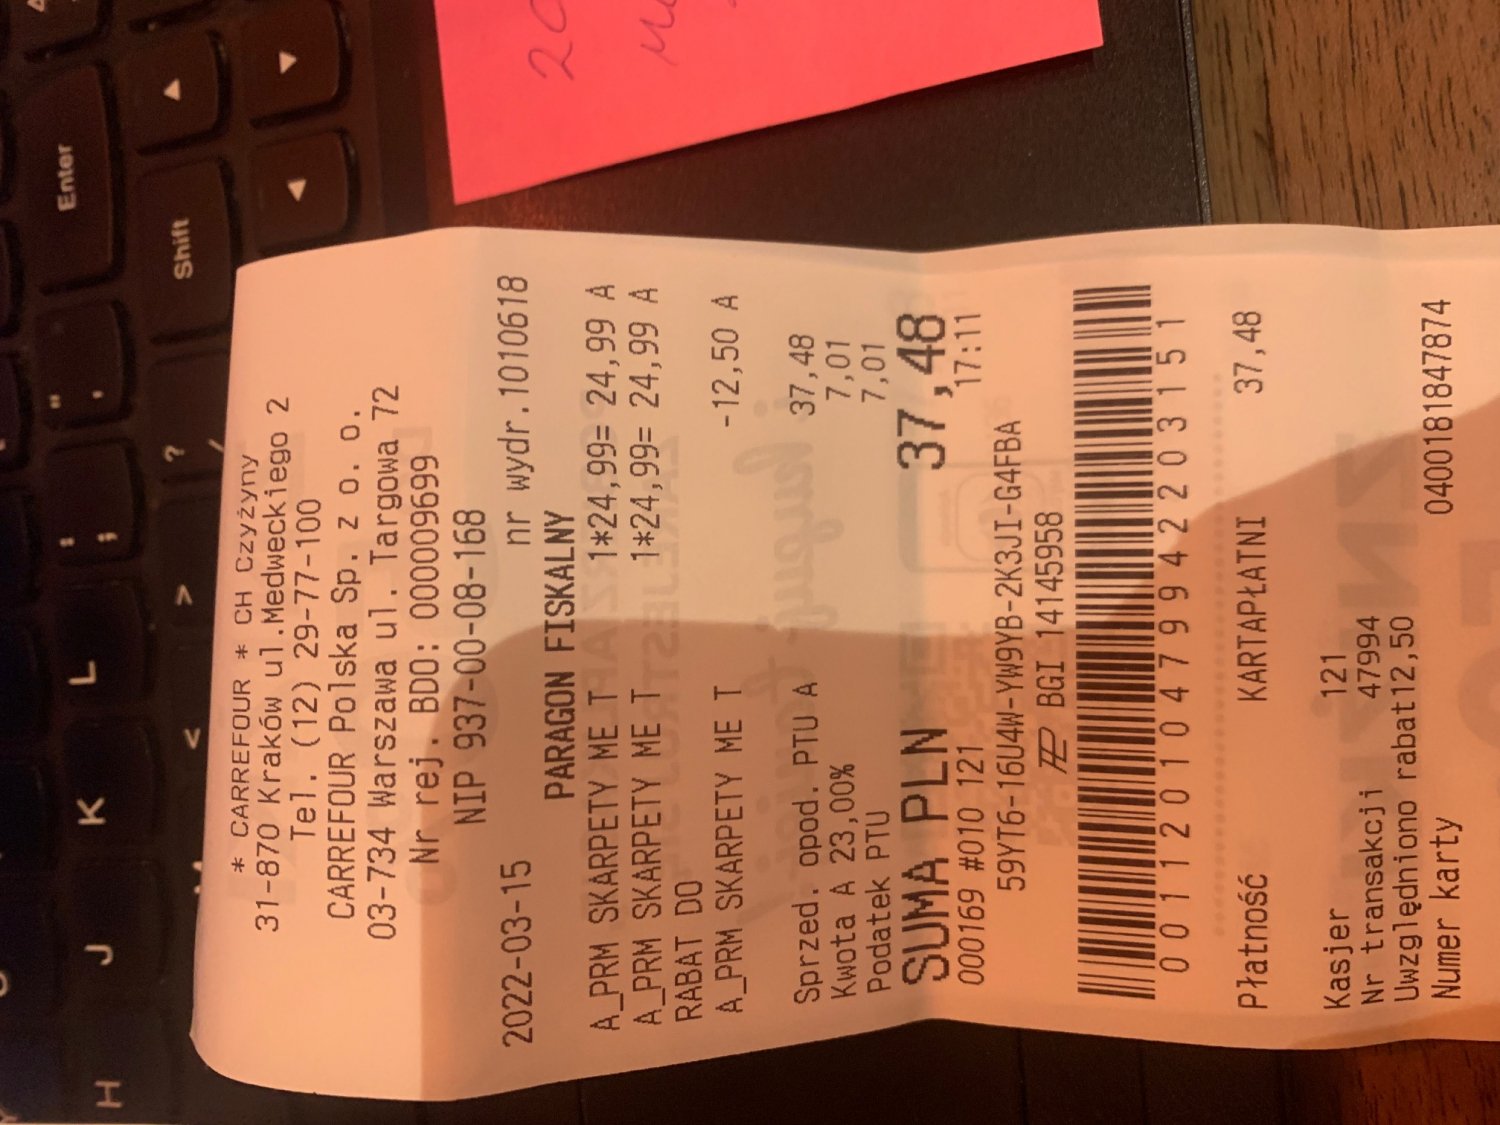 * CARREFOUR * CH Czyżyny
31-870 Kraków ul.Medweckiego 2
Tel. (12) 29-77-100
CARREFOUR Polska Sp. z o. o.
03-734 Warszawa ul. Targowa 72
Nr rej. BDO: 000009699
NIP 937-00-08-168
2022-03-15 nr wydr.1010618
PARAGON FISKALNY
A_PRM SKARPETY ME T 1*24,99= 24,99 A
A_PRM SKARPETY ME T 1*24,99= 24,99 A
RABAT DO
A_PRM SKARPETY ME T -12,50 A
Sprzed. opod. PTU A 37,48
Kwota A 23,00% 7,01
Podatek PTU 7,01
SUMA PLN 37,48
000169 #010 121 17:11
59YT6-16U4W-YW9YB-2K3JI-G4FBA
BGI 14145958
00112010479942203151
Płatność KARTAPŁATNI 37,48
Kasjer 121
Nr transakcji 47994
Uwzględniono rabat12,50
Numer karty 0400181847874
Enter
Shift
H
J
K
L
:
;
"
'
<
>
?
/
20